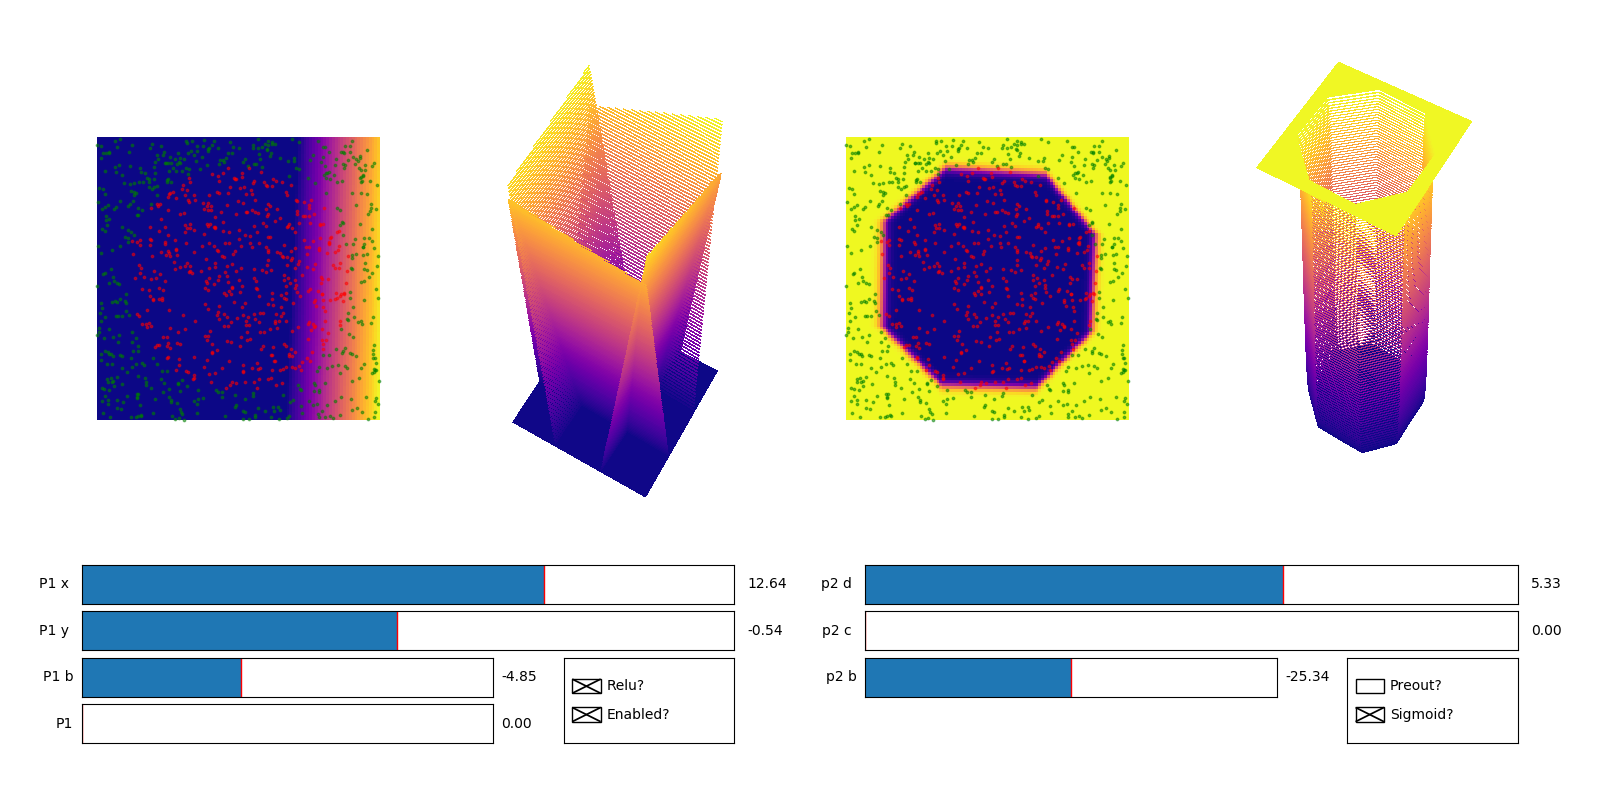 P1 x 12.64
P1 y -0.54
P1 b -4.85
P1 0.00
Relu?
Enabled?
p2 d 5.33
p2 c 0.00
p2 b -25.34
Preout?
Sigmoid?